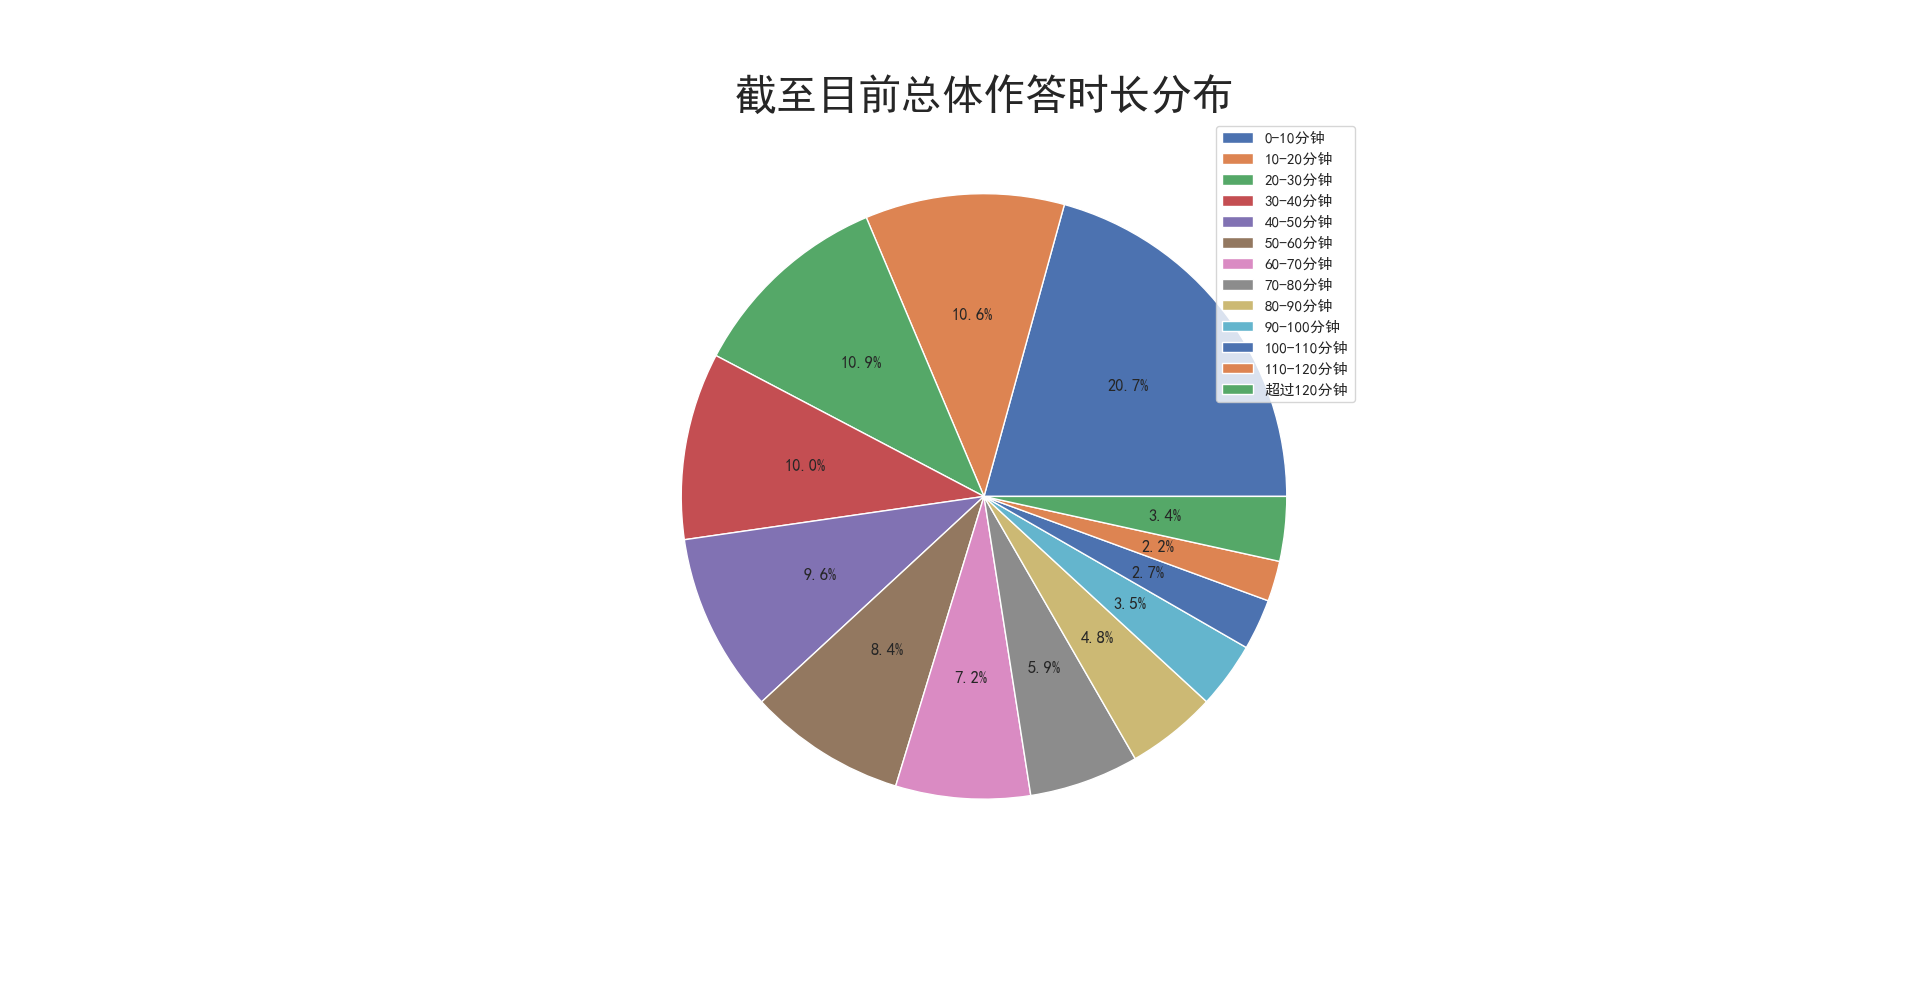 截至目前总体作答时长分布
0-10分钟
10-20分钟
20-30分钟
30-40分钟
40-50分钟
50-60分钟
60-70分钟
70-80分钟
80-90分钟
90-100分钟
100-110分钟
110-120分钟
超过120分钟
20.7%
10.6%
10.9%
10.0%
9.6%
8.4%
7.2%
5.9%
4.8%
3.5%
2.7%
2.2%
3.4%